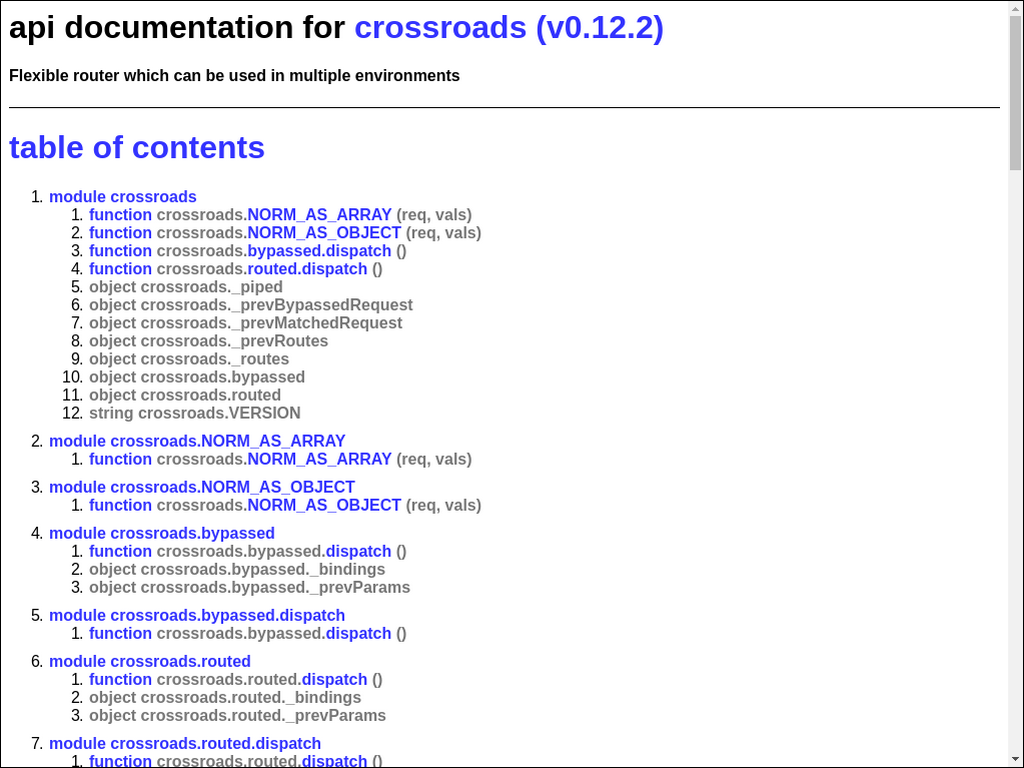 api documentation for crossroads (v0.12.2)
Flexible router which can be used in multiple environments
table of contents
1. module crossroads
1. function crossroads.NORM_AS_ARRAY (req, vals)
2. function crossroads.NORM_AS_OBJECT (req, vals)
3. function crossroads.bypassed.dispatch ()
4. function crossroads.routed.dispatch ()
5. object crossroads._piped
6. object crossroads._prevBypassedRequest
7. object crossroads._prevMatchedRequest
8. object crossroads._prevRoutes
9. object crossroads._routes
10. object crossroads.bypassed
11. object crossroads.routed
12. string crossroads.VERSION
2. module crossroads.NORM_AS_ARRAY
1. function crossroads.NORM_AS_ARRAY (req, vals)
3. module crossroads.NORM_AS_OBJECT
1. function crossroads.NORM_AS_OBJECT (req, vals)
4. module crossroads.bypassed
1. function crossroads.bypassed.dispatch ()
2. object crossroads.bypassed._bindings
3. object crossroads.bypassed._prevParams
5. module crossroads.bypassed.dispatch
1. function crossroads.bypassed.dispatch ()
6. module crossroads.routed
1. function crossroads.routed.dispatch ()
2. object crossroads.routed._bindings
3. object crossroads.routed._prevParams
7. module crossroads.routed.dispatch
1. function crossroads.routed.dispatch ()